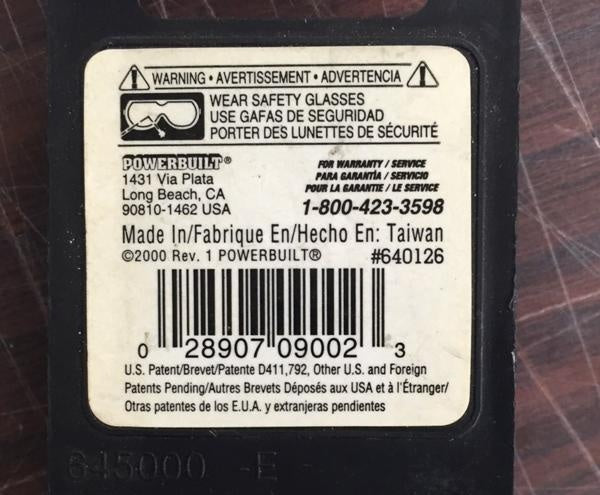 WARNING • AVERTISSEMENT • ADVERTENCIA
WEAR SAFETY GLASSES
USE GAFAS DE SEGURIDAD
PORTER DES LUNETTES DE SÉCURITÉ
POWERBUILT®
1431 Via Plata
Long Beach, CA
90810-1462 USA
FOR WARRANTY / SERVICE
PARA GARANTÍA / SERVICIO
POUR LA GARANTIE / LE SERVICE
1-800-423-3598
Made In/Fabrique En/Hecho En: Taiwan
©2000 Rev. 1 POWERBUILT® #640126
0 28907 09002 3
U.S. Patent/Brevet/Patente D411,792, Other U.S. and Foreign
Patents Pending/Autres Brevets Déposés aux USA et à l'Étranger/
Otras patentes de los E.U.A. y extranjeras pendientes
645000 -E